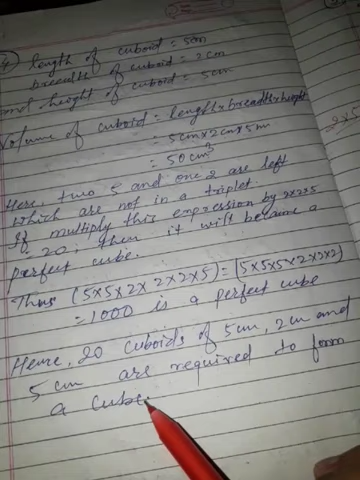 4) length of cuboid = 5cm
breadth of cuboid = 2cm
and height of cuboid = 5cm
Volume of cuboid = length×breadth×height
= 5cm×2cm×5m
= 50cm³
Here, two 5 and one 2 are left
which are not in a triplet.
If multiply this expression by 2×2×5
= 20, then it will became a
perfect cube.
Thus (5×5×2×2×2×5) = (5×5×5×2×2×2)
= 1000 is a perfect cube
Hence, 20 cuboids of 5cm, 2cm and
5 cm are required to form
a cube